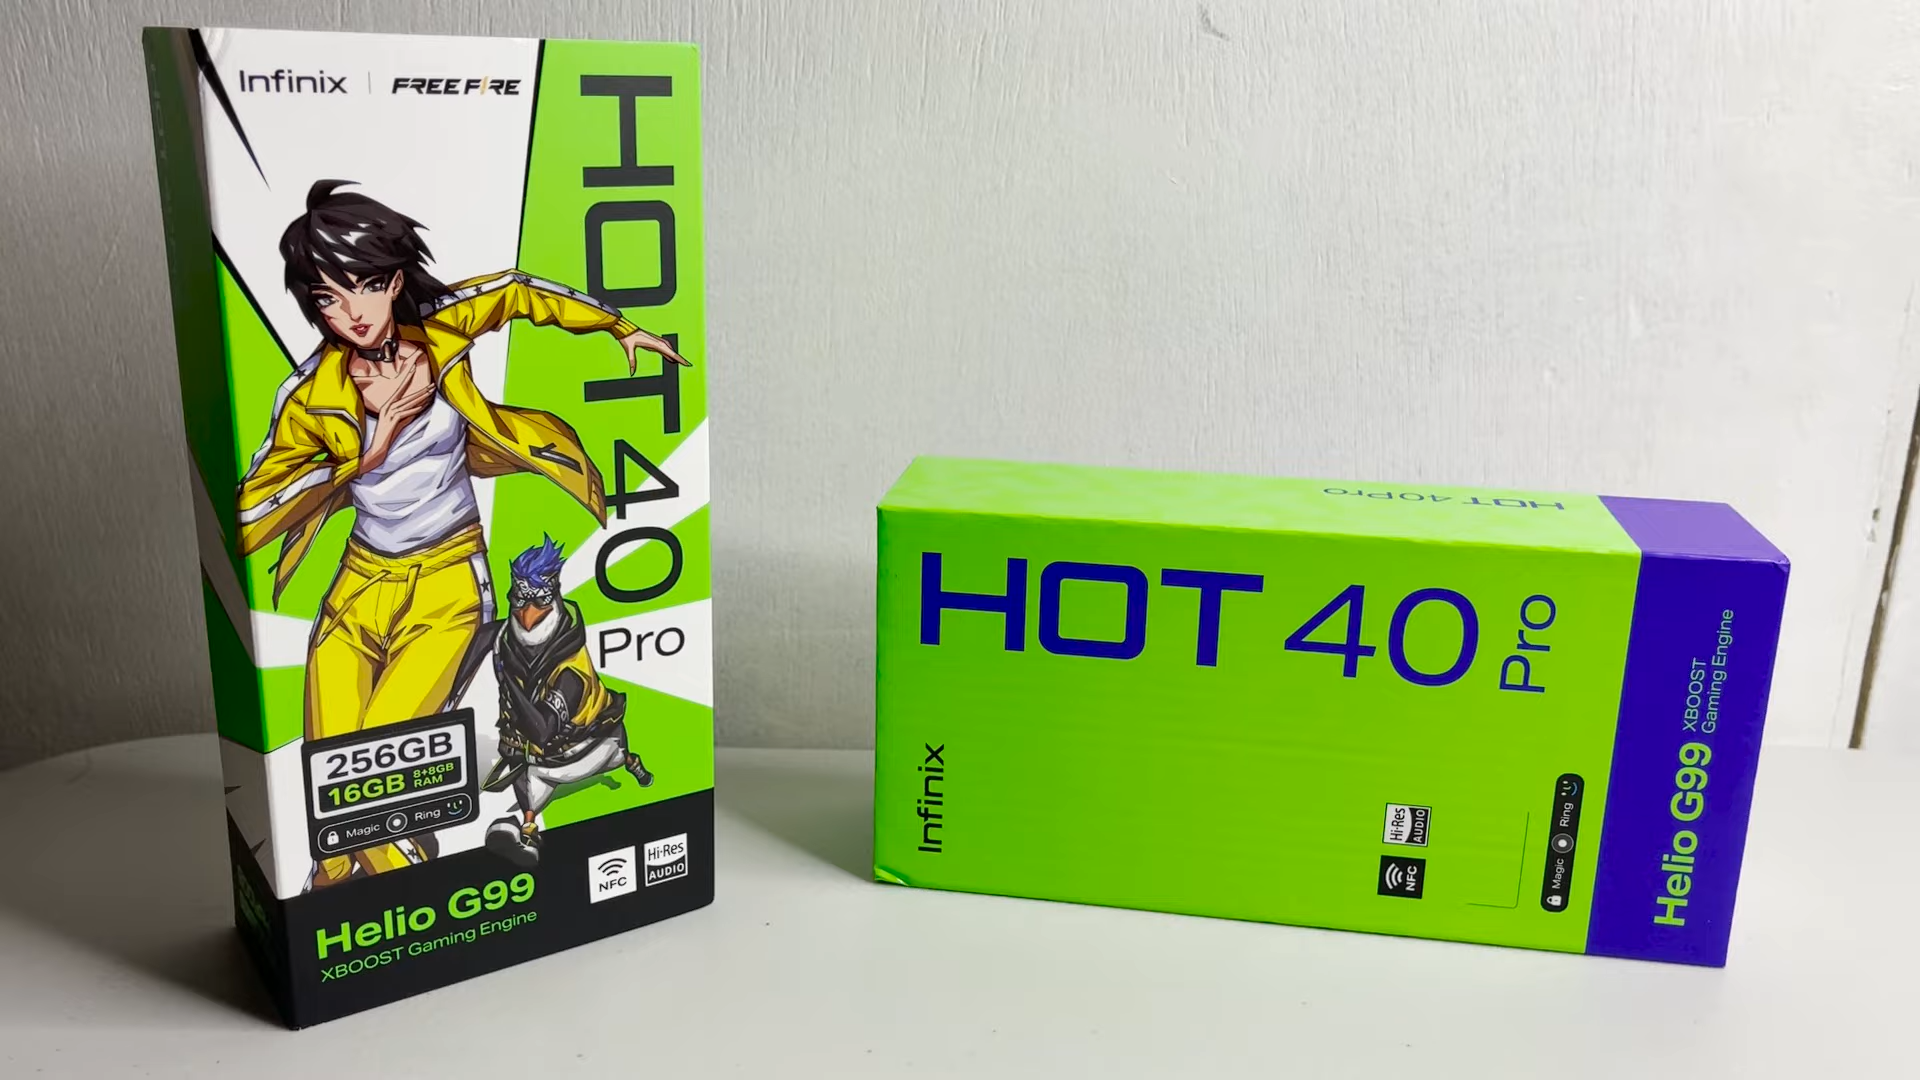 Infinix | FREE FIRE
HOT 40
Pro
256GB
16GB 8+8GB
RAM
Magic Ring
NFC
Hi-Res
AUDIO
Helio G99
XBOOST Gaming Engine
HOT 40Pro
HOT 40 Pro
Infinix
Hi-Res
AUDIO
NFC
Magic Ring
Helio G99 XBOOST
Gaming Engine